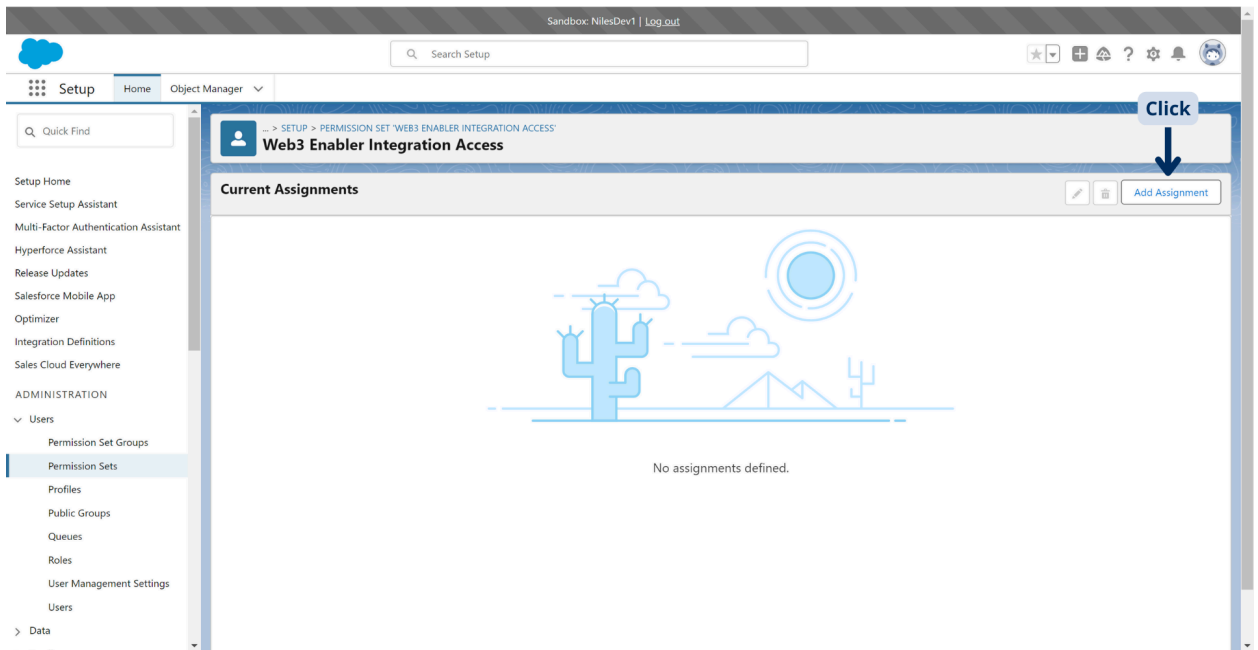 Sandbox: NilesDev1 | Log out
Search Setup
Click
Setup Home Object Manager
Quick Find
... > SETUP > PERMISSION SET 'WEB3 ENABLER INTEGRATION ACCESS'
Web3 Enabler Integration Access
Current Assignments
Add Assignment
Setup Home
Service Setup Assistant
Multi-Factor Authentication Assistant
Hyperforce Assistant
Release Updates
Salesforce Mobile App
Optimizer
Integration Definitions
Sales Cloud Everywhere
ADMINISTRATION
Users
Permission Set Groups
Permission Sets
Profiles
Public Groups
Queues
Roles
User Management Settings
Users
Data
No assignments defined.